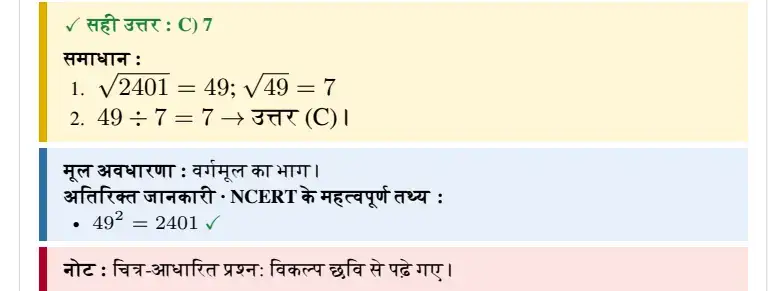 ✓ सही उत्तर : C) 7
समाधान :
1. √2401 = 49; √49 = 7
2. 49 ÷ 7 = 7 → उत्तर (C)।
मूल अवधारणा : वर्गमूल का भाग।
अतिरिक्त जानकारी · NCERT के महत्वपूर्ण तथ्य :
• 49² = 2401 ✓
नोट : चित्र-आधारित प्रश्न: विकल्प छवि से पढ़े गए।